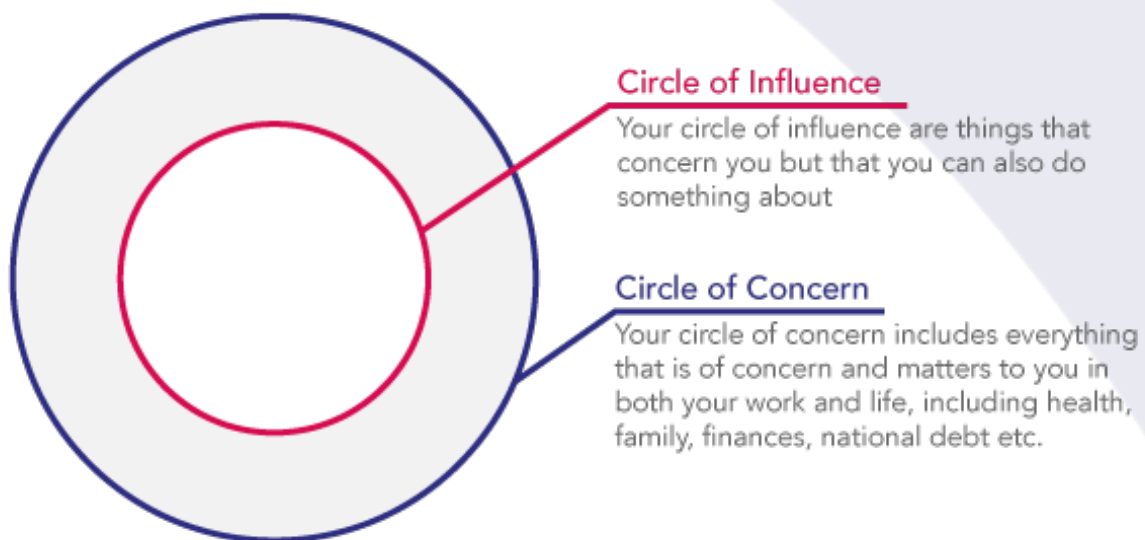 Circle of Influence
Your circle of influence are things that
concern you but that you can also do
something about
Circle of Concern
Your circle of concern includes everything
that is of concern and matters to you in
both your work and life, including health,
family, finances, national debt etc.